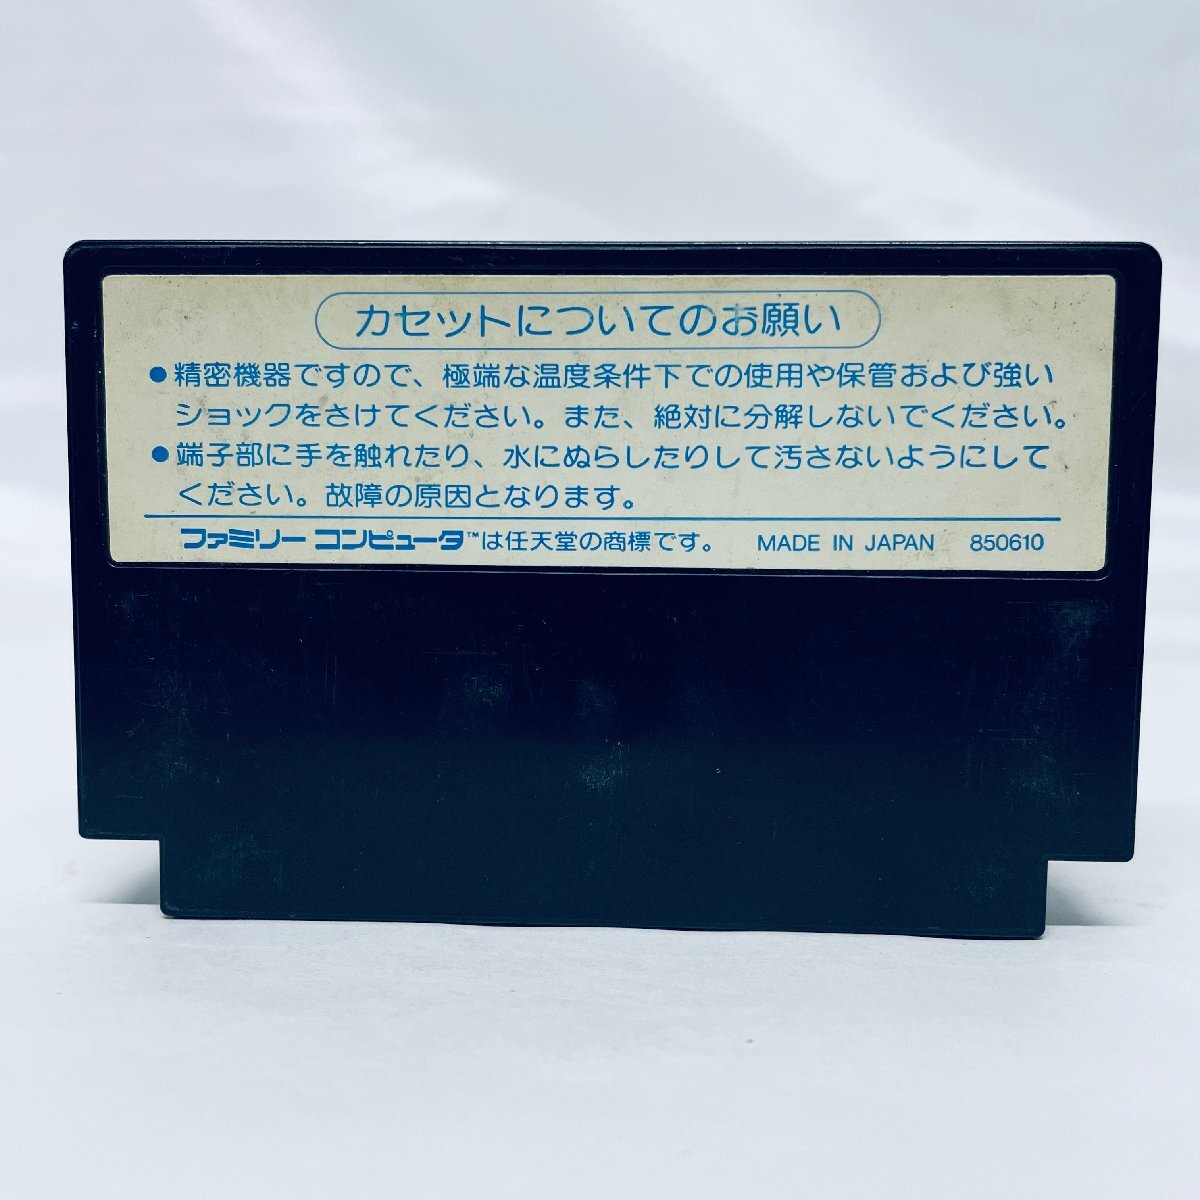 カセットについてのお願い
●精密機器ですので、極端な温度条件下での使用や保管および強い
ショックをさけてください。また、絶対に分解しないでください。
●端子部に手を触れたり、水にぬらしたりして汚さないようにして
ください。故障の原因となります。
ファミリーコンピュータ™は任天堂の商標です。 MADE IN JAPAN 850610